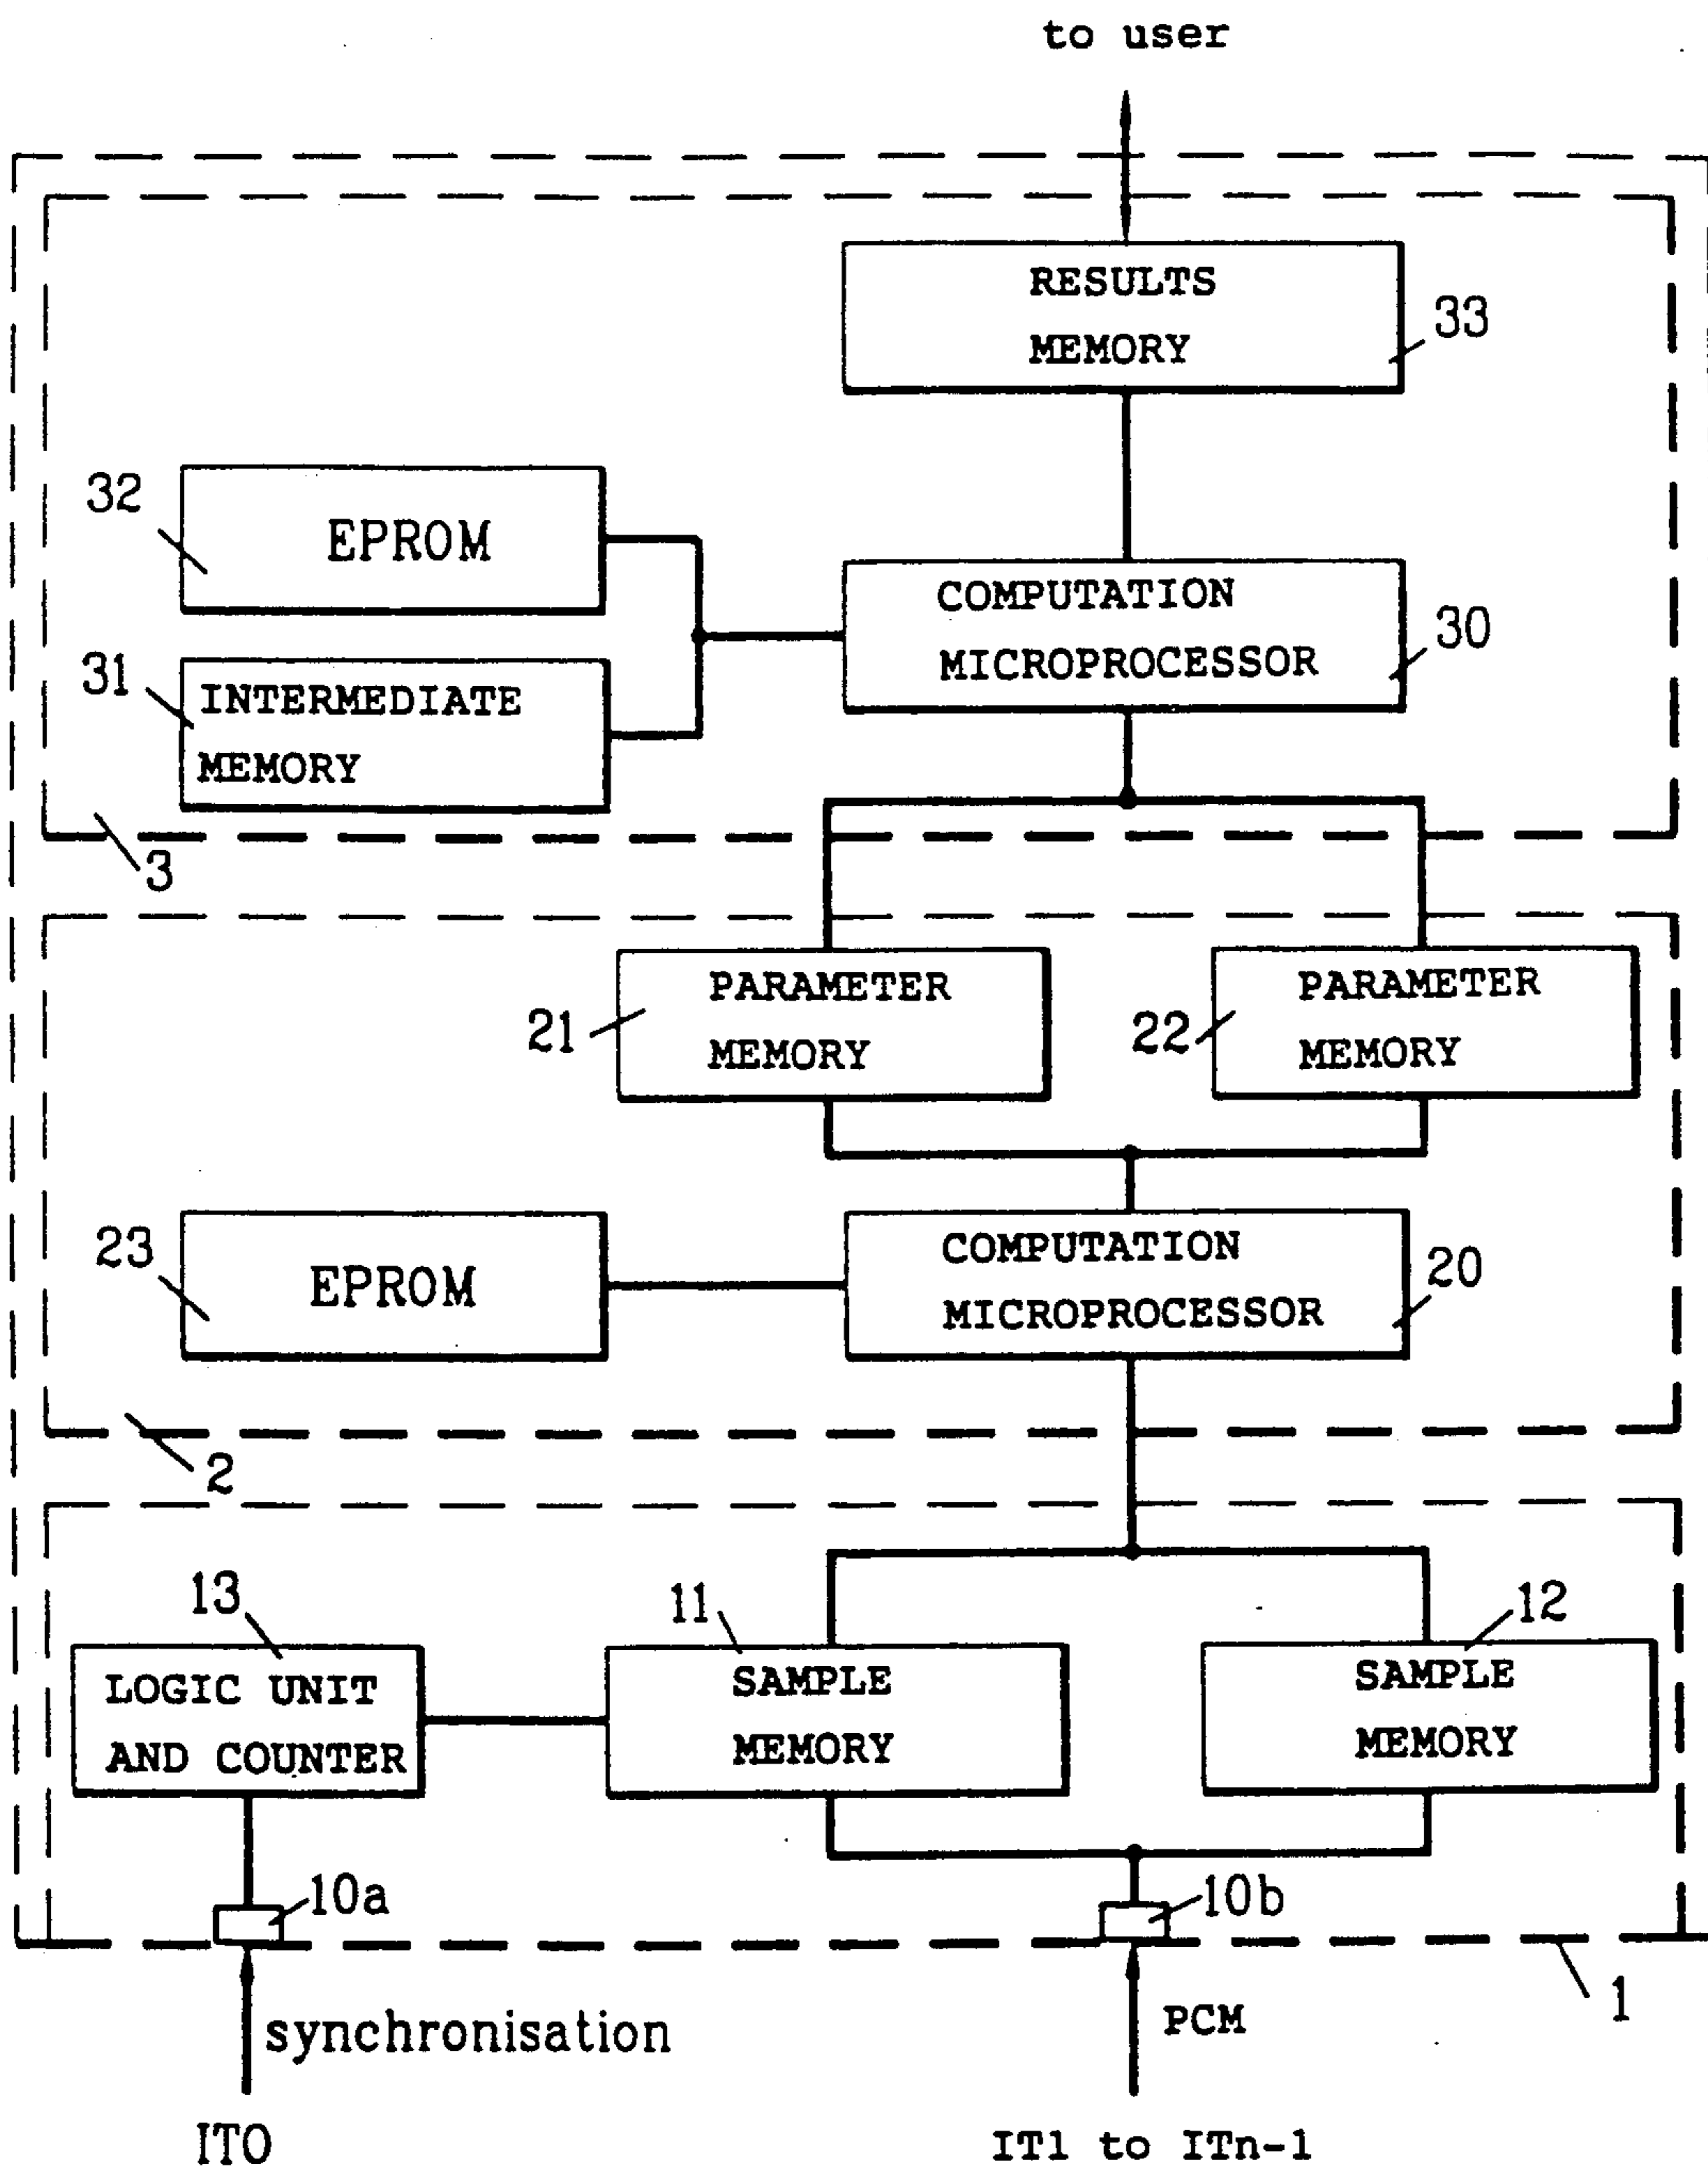 to user
RESULTS
MEMORY
33
32
EPROM
COMPUTATION
MICROPROCESSOR
30
31
INTERMEDIATE
MEMORY
3
PARAMETER
MEMORY
21
PARAMETER
MEMORY
22
23
EPROM
COMPUTATION
MICROPROCESSOR
20
2
13
11
12
LOGIC UNIT
AND COUNTER
SAMPLE
MEMORY
SAMPLE
MEMORY
10a
10b
1
synchronisation
PCM
IT0
IT1 to ITn-1